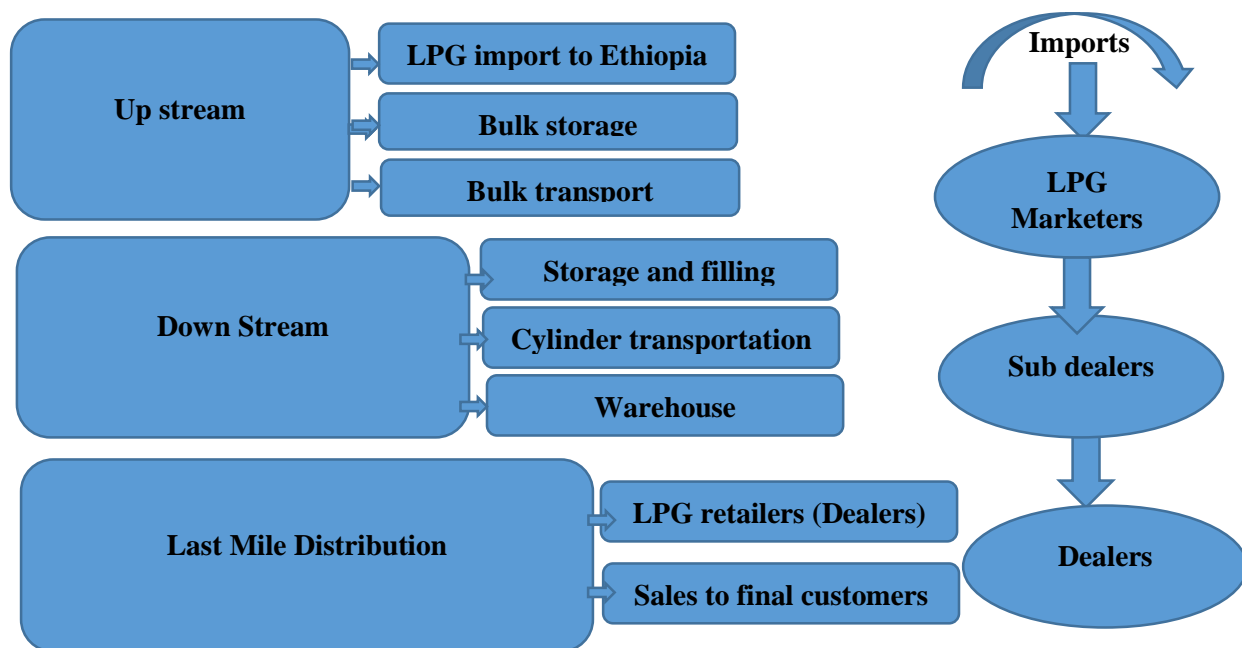 Up stream
LPG import to Ethiopia
Bulk storage
Bulk transport
Down Stream
Storage and filling
Cylinder transportation
Warehouse
Last Mile Distribution
LPG retailers (Dealers)
Sales to final customers
Imports
LPG
Marketers
Sub dealers
Dealers